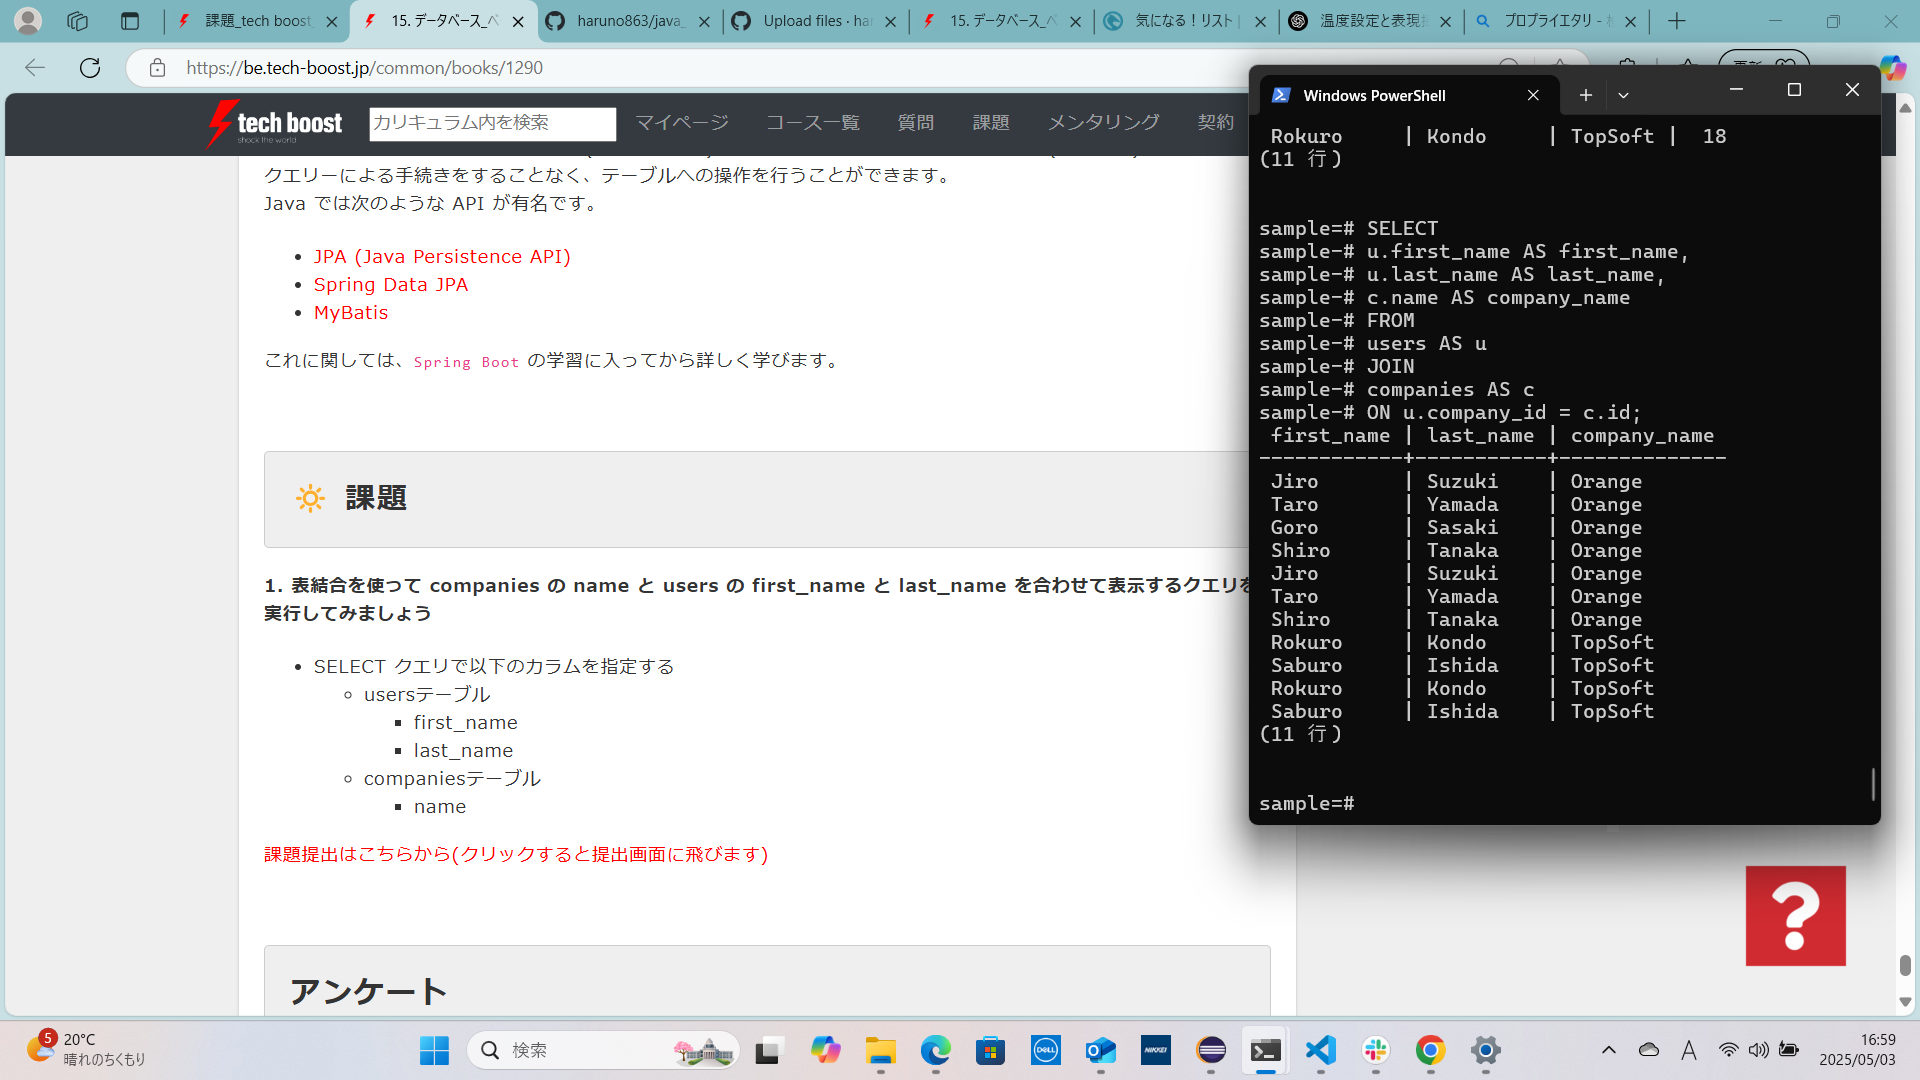 課題_tech boost
15. データベース_ベ
haruno863/java_
Upload files · har
15. データベース_ベ
気になる！リスト |
温度設定と表現
プロプライエタリ - 検
https://be.tech-boost.jp/common/books/1290
tech boost
shock the world
カリキュラム内を検索
マイページ
コース一覧
質問
課題
メンタリング
契約
クエリーによる手続きをすることなく、テーブルへの操作を行うことができます。
Java では次のような API が有名です。
• JPA (Java Persistence API)
• Spring Data JPA
• MyBatis
これに関しては、Spring Boot の学習に入ってから詳しく学びます。
課題
1. 表結合を使って companies の name と users の first_name と last_name を合わせて表示するクエリを
実行してみましょう
• SELECT クエリで以下のカラムを指定する
◦ usersテーブル
▪ first_name
▪ last_name
◦ companiesテーブル
▪ name
課題提出はこちらから(クリックすると提出画面に飛びます)
アンケート
Windows PowerShell
Rokuro | Kondo | TopSoft | 18
(11 行)
sample=# SELECT
sample-# u.first_name AS first_name,
sample-# u.last_name AS last_name,
sample-# c.name AS company_name
sample-# FROM
sample-# users AS u
sample-# JOIN
sample-# companies AS c
sample-# ON u.company_id = c.id;
first_name | last_name | company_name
------------+-----------+--------------
Jiro | Suzuki | Orange
Taro | Yamada | Orange
Goro | Sasaki | Orange
Shiro | Tanaka | Orange
Jiro | Suzuki | Orange
Taro | Yamada | Orange
Shiro | Tanaka | Orange
Rokuro | Kondo | TopSoft
Saburo | Ishida | TopSoft
Rokuro | Kondo | TopSoft
Saburo | Ishida | TopSoft
(11 行)
sample=#
?
5
20°C
晴れのちくもり
検索
DELL
NIKKEI
A
16:59
2025/05/03